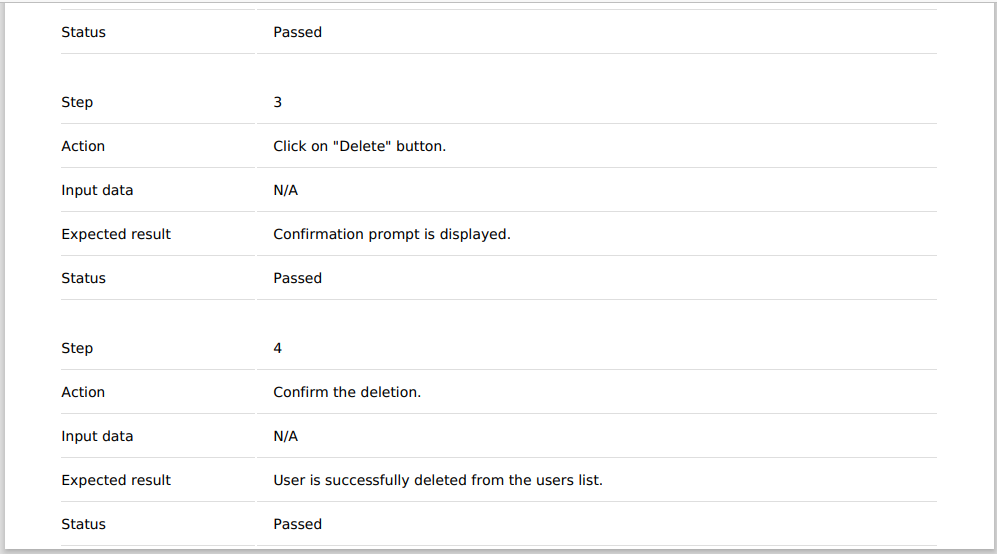 Status Passed
Step 3
Action Click on "Delete" button.
Input data N/A
Expected result Confirmation prompt is displayed.
Status Passed
Step 4
Action Confirm the deletion.
Input data N/A
Expected result User is successfully deleted from the users list.
Status Passed